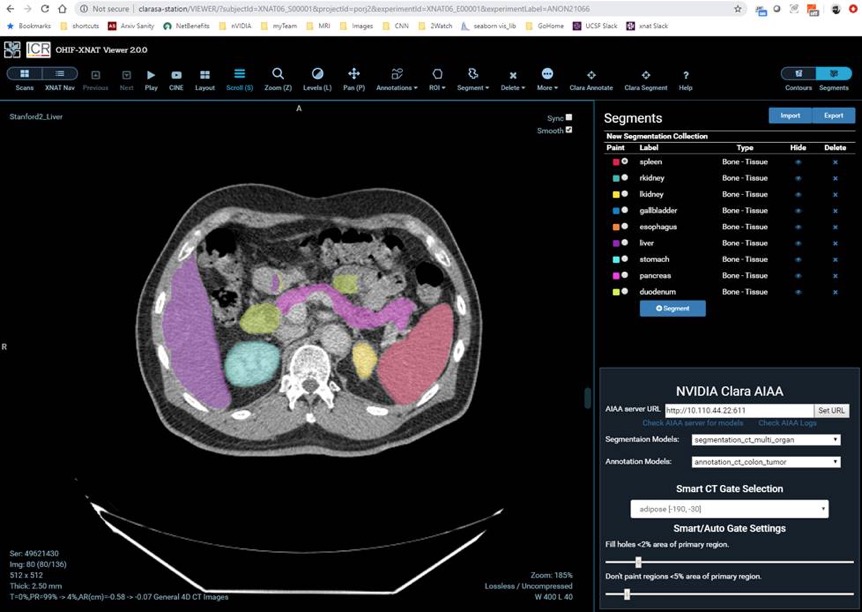 Not secure | clarasa-station/VIEWER/?subjectId=XNAT06_S00001&projectId=porj2&experimentId=XNAT06_E00001&experimentLabel=ANON21066
Bookmarks shortcuts Arxiv Sanity NetBenefits nVIDIA myTeam MRI Images CNN 2Watch seaborn vis_lib GoHome UCSF Slack xnat Slack
ICR OHIF-XNAT Viewer 2.0.0
Scans XNAT Nav Previous Next Play CINE Layout Scroll (S) Zoom (Z) Levels (L) Pan (P) Annotations ROI Segment Delete More Clara Annotate Clara Segment Help Contours Segments
Stanford2_Liver
A
Sync
Smooth
R
Segments Import Export
New Segmentation Collection
Paint Label Type Hide Delete
spleen Bone - Tissue
rkidney Bone - Tissue
lkidney Bone - Tissue
gallbladder Bone - Tissue
esophagus Bone - Tissue
liver Bone - Tissue
stomach Bone - Tissue
pancreas Bone - Tissue
duodenum Bone - Tissue
Segment
NVIDIA Clara AIAA
AIAA server URL http://10.110.44.22:611 Set URL
Check AIAA server for models Check AIAA Logs
Segmentaion Models: segmentation_ct_multi_organ
Annotation Models: annotation_ct_colon_tumor
Smart CT Gate Selection
adipose [-190, -30]
Smart/Auto Gate Settings
Fill holes <2% area of primary region.
Don't paint regions <5% area of primary region.
Ser: 49621430
Img: 80 (80/136)
512 x 512
Thick: 2.50 mm
T=0%,PR=99% -> 4%,AR(cm)=-0.58 -> -0.07 General 4D CT Images
Zoom: 185%
Lossless / Uncompressed
W 400 L 40